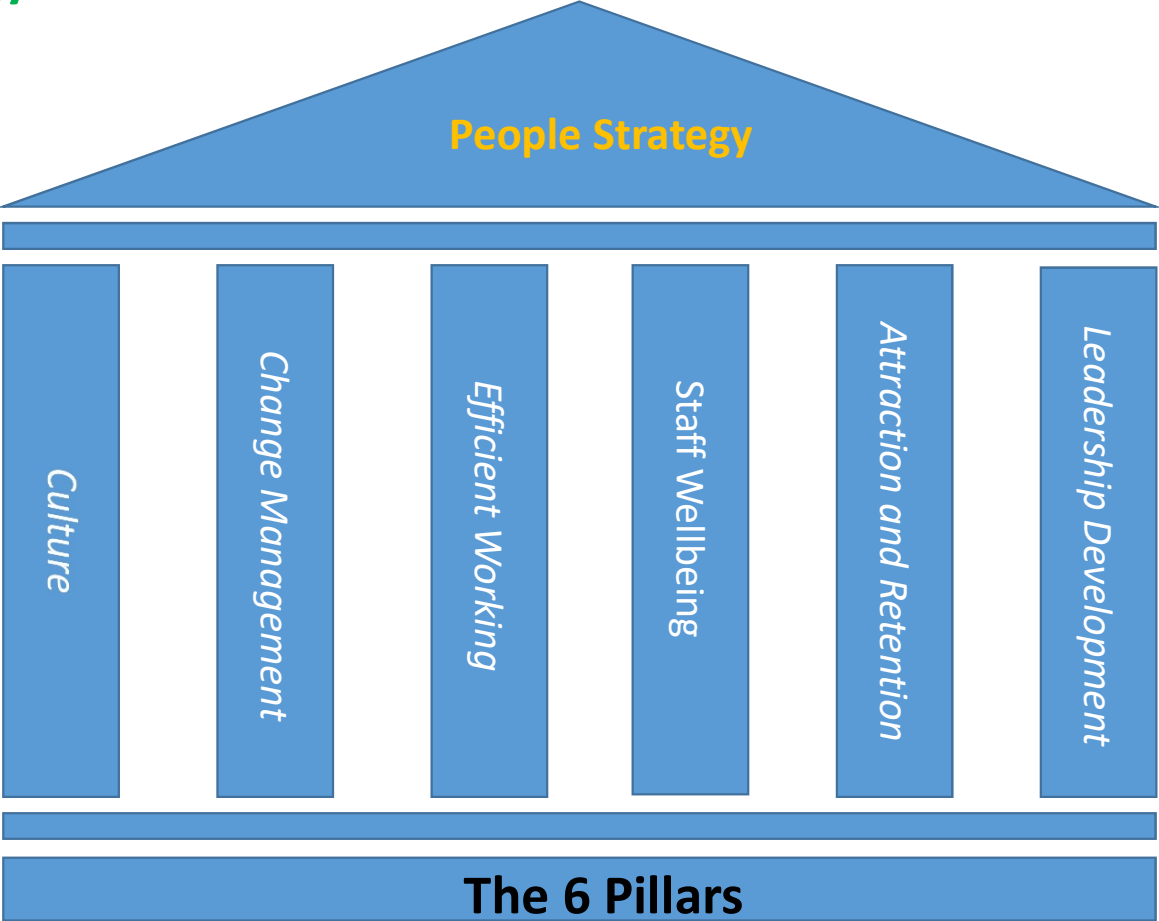 People Strategy
Culture
Change Management
Efficient Working
Staff Wellbeing
Attraction and Retention
Leadership Development
The 6 Pillars